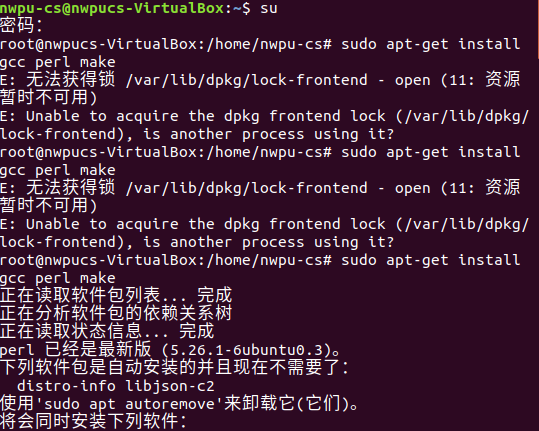 nwpu-cs@nwpucs-VirtualBox:~$ su
密码:
root@nwpucs-VirtualBox:/home/nwpu-cs# sudo apt-get install
gcc perl make
E: 无法获得锁 /var/lib/dpkg/lock-frontend - open (11: 资源
暂时不可用)
E: Unable to acquire the dpkg frontend lock (/var/lib/dpkg/
lock-frontend), is another process using it?
root@nwpucs-VirtualBox:/home/nwpu-cs# sudo apt-get install
gcc perl make
E: 无法获得锁 /var/lib/dpkg/lock-frontend - open (11: 资源
暂时不可用)
E: Unable to acquire the dpkg frontend lock (/var/lib/dpkg/
lock-frontend), is another process using it?
root@nwpucs-VirtualBox:/home/nwpu-cs# sudo apt-get install
gcc perl make
正在读取软件包列表... 完成
正在分析软件包的依赖关系树
正在读取状态信息... 完成
perl 已经是最新版 (5.26.1-6ubuntu0.3)。
下列软件包是自动安装的并且现在不需要了:
  distro-info libjson-c2
使用'sudo apt autoremove'来卸载它(它们)。
将会同时安装下列软件: